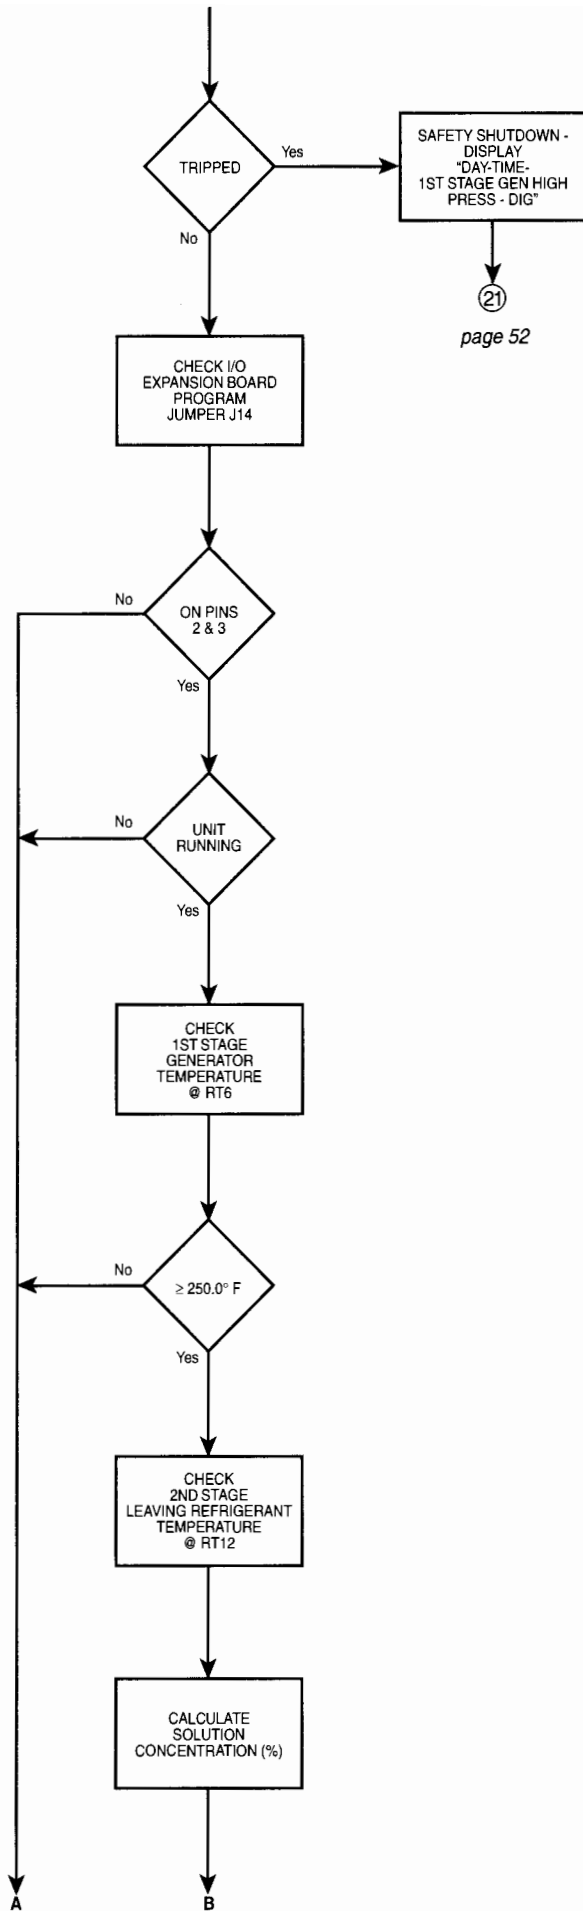 TRIPPED
Yes
SAFETY SHUTDOWN -
DISPLAY
"DAY-TIME-
1ST STAGE GEN HIGH
PRESS - DIG"
No
21
page 52
CHECK I/O
EXPANSION BOARD
PROGRAM
JUMPER J14
No
ON PINS
2 & 3
Yes
No
UNIT
RUNNING
Yes
CHECK
1ST STAGE
GENERATOR
TEMPERATURE
@ RT6
No
≥ 250.0° F
Yes
CHECK
2ND STAGE
LEAVING REFRIGERANT
TEMPERATURE
@ RT12
CALCULATE
SOLUTION
CONCENTRATION (%)
A
B